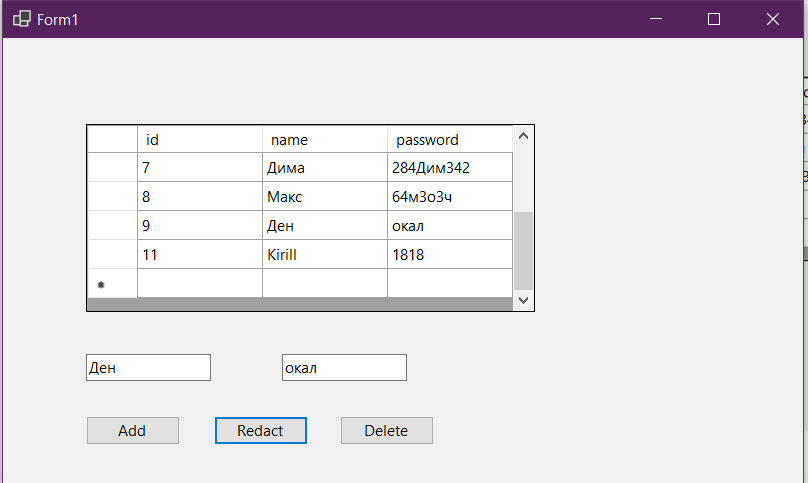 Form1
id name password
7 Дима 284Дим342
8 Макс 64м3о3ч
9 Ден окал
11 Kirill 1818
Ден окал
Add Redact Delete